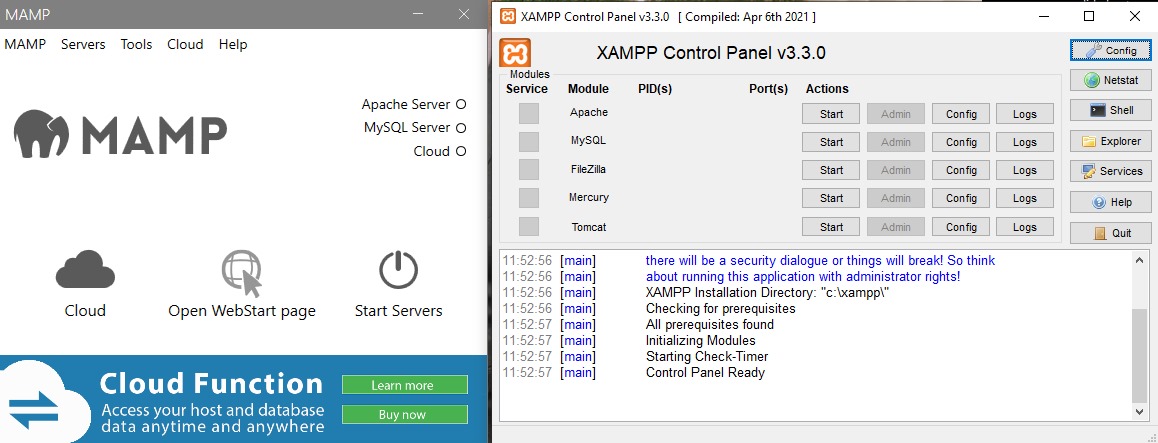 MAMP
MAMP Servers Tools Cloud Help
Apache Server
MySQL Server
Cloud
MAMP
Cloud
Open WebStart page
Start Servers
Cloud Function
Access your host and database
data anytime and anywhere
Learn more
Buy now
XAMPP Control Panel v3.3.0 [ Compiled: Apr 6th 2021 ]
XAMPP Control Panel v3.3.0
Modules
Service Module PID(s) Port(s) Actions
Apache Start Admin Config Logs
MySQL Start Admin Config Logs
FileZilla Start Admin Config Logs
Mercury Start Admin Config Logs
Tomcat Start Admin Config Logs
Config
Netstat
Shell
Explorer
Services
Help
Quit
11:52:56 [main] there will be a security dialogue or things will break! So think
11:52:56 [main] about running this application with administrator rights!
11:52:56 [main] XAMPP Installation Directory: "c:\xampp\"
11:52:56 [main] Checking for prerequisites
11:52:57 [main] All prerequisites found
11:52:57 [main] Initializing Modules
11:52:57 [main] Starting Check-Timer
11:52:57 [main] Control Panel Ready